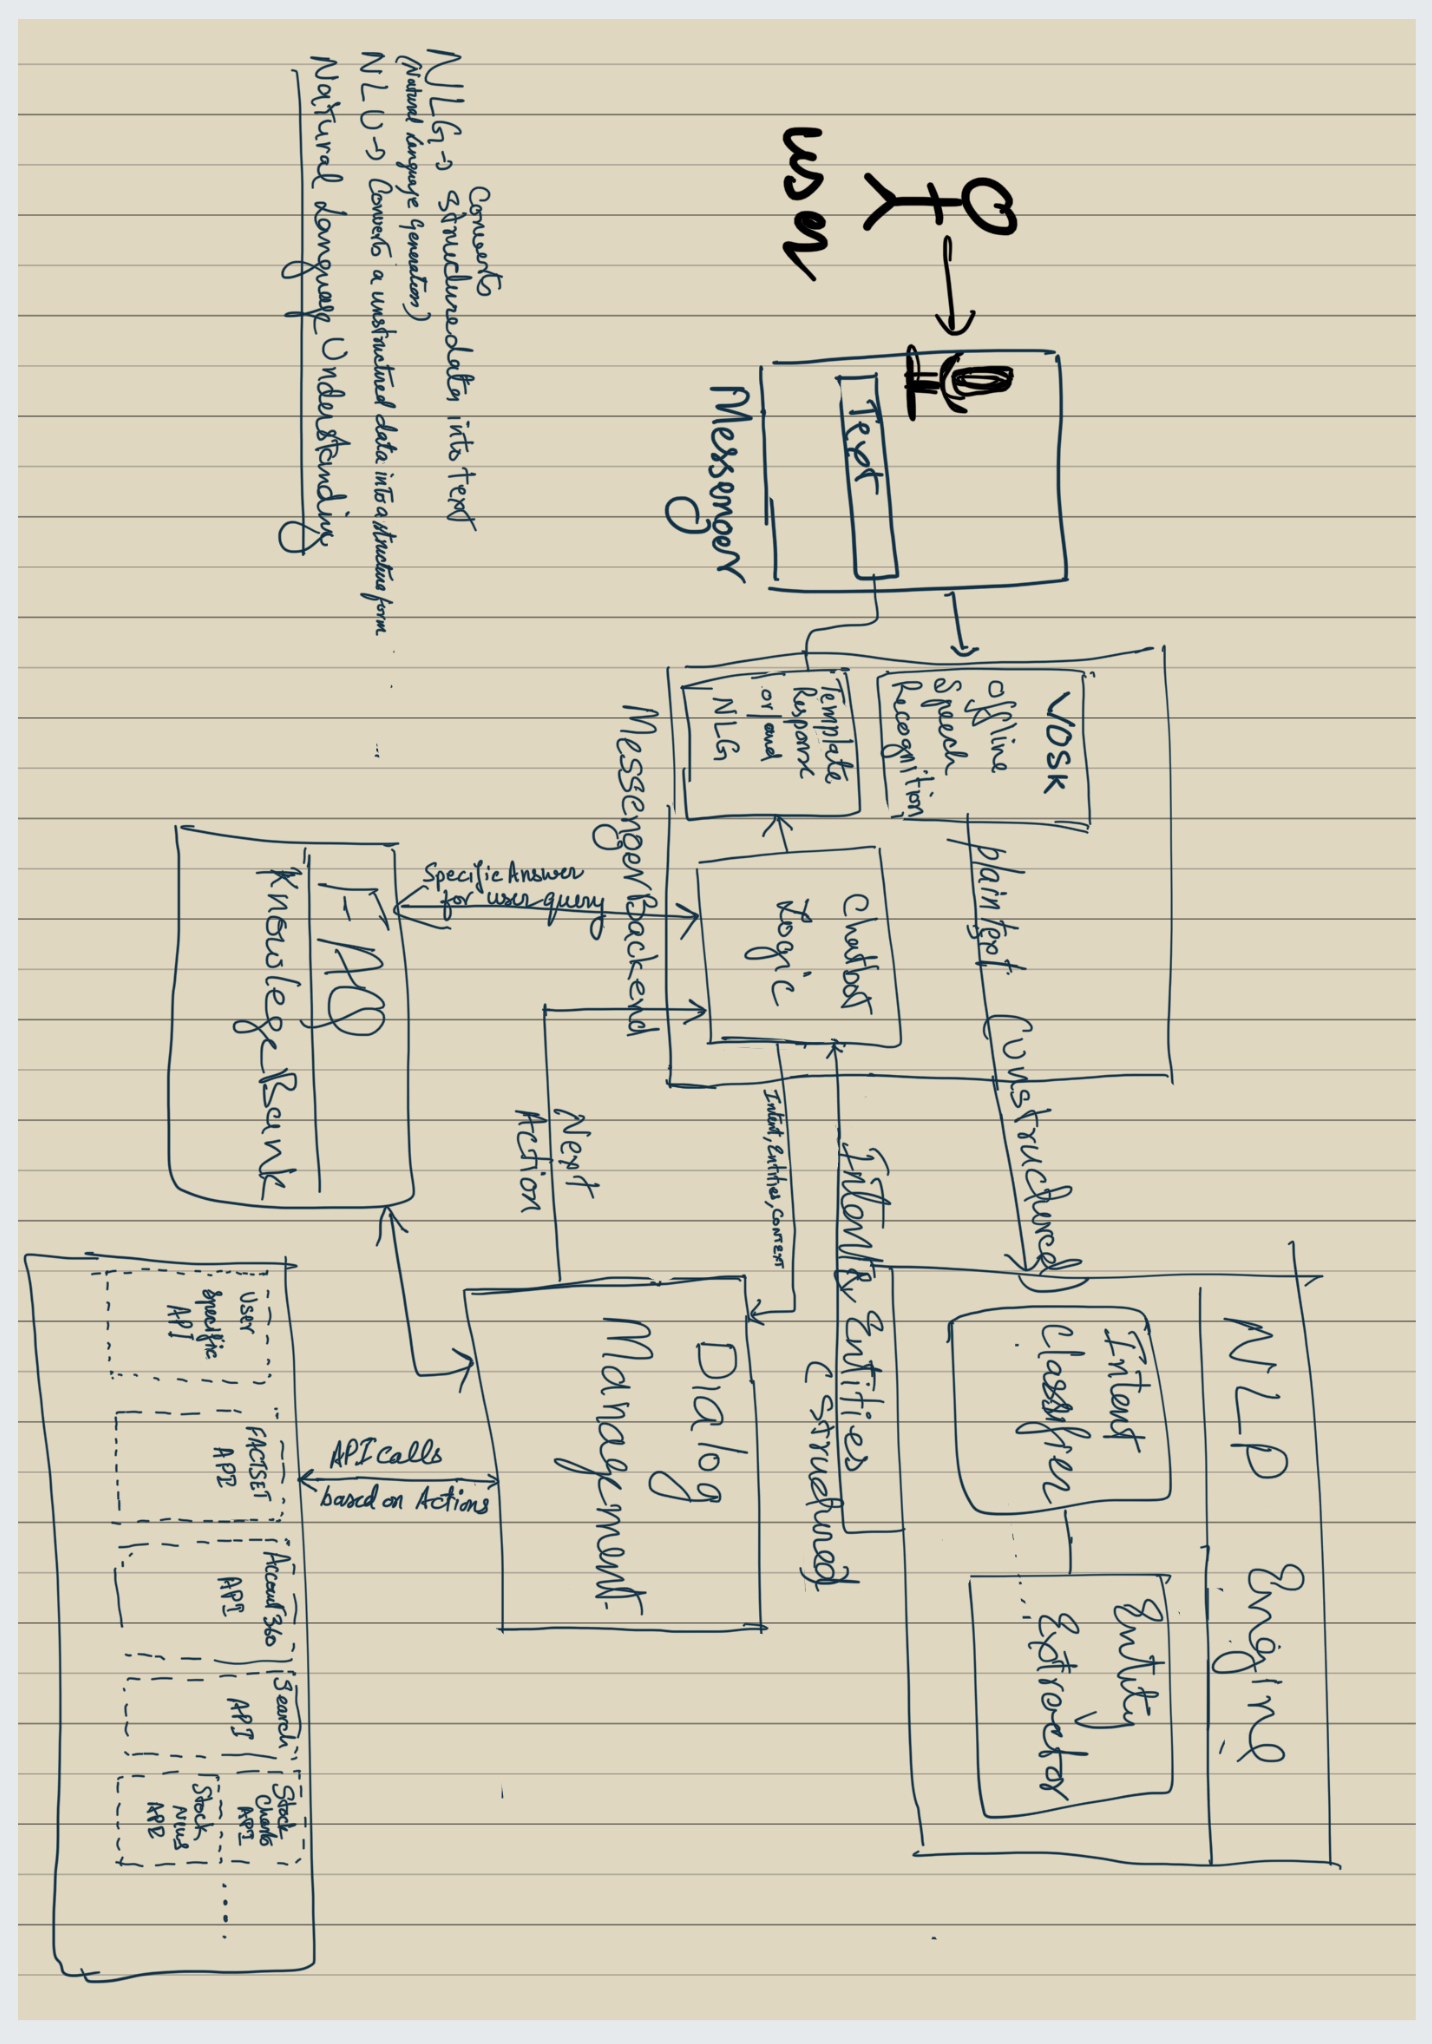 user
Text
Messenger
VOSK
offline
Speech
Recognition
Template
Response
or/and
NLG
plaintext (Unstructured)
Chatbot
Logic
Messenger Backend
NLP Engine
Intent
Classifier
Entity
Extractor
Intent & Entities
(Structured)
Intent, Entities, Context
Dialog
Management
Next
Action
Specific Answer
for user query
FAQ
Knowlege Bank
API calls
based on Actions
User
Specific
API
FACTSET
API
Account 360
API
Search
API
Stock
Charts
API
Stock
News
API
.....
Converts
NLG → structured data into text
(Natural Language Generation)
NLU → Converts a unstructured data into a structure form
Natural Language Understanding